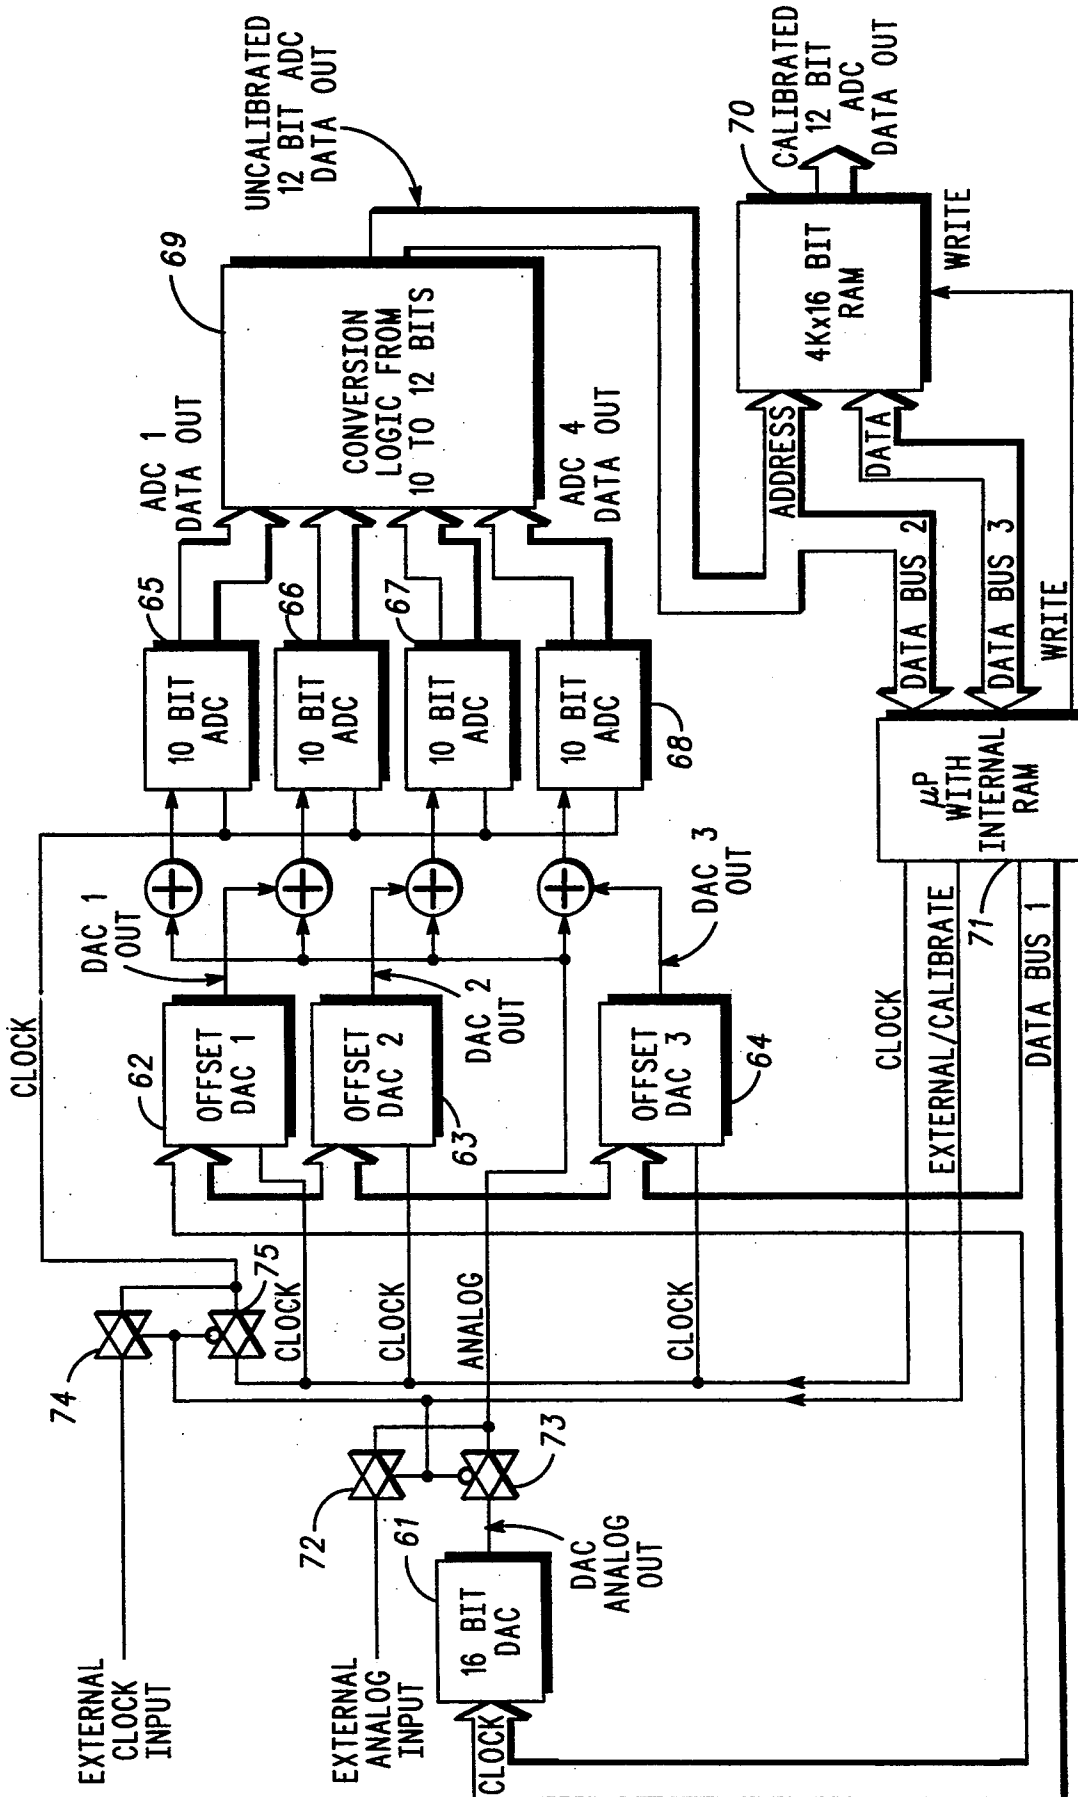 EXTERNAL
CLOCK
INPUT
74
75
CLOCK
EXTERNAL
ANALOG
INPUT
72
73
61
16 BIT
DAC
CLOCK
DAC
ANALOG
OUT
CLOCK
CLOCK
ANALOG
CLOCK
62
OFFSET
DAC 1
DAC 1
OUT
63
OFFSET
DAC 2
DAC 2
OUT
64
OFFSET
DAC 3
DAC 3
OUT
65
10 BIT
ADC
66
10 BIT
ADC
67
10 BIT
ADC
68
10 BIT
ADC
ADC 1
DATA OUT
ADC 4
DATA OUT
69
CONVERSION
LOGIC FROM
10 TO 12 BITS
UNCALIBRATED
12 BIT ADC
DATA OUT
CLOCK
EXTERNAL/CALIBRATE
71
DATA BUS 1
µP
WITH
INTERNAL
RAM
DATA BUS 2
DATA BUS 3
WRITE
ADDRESS
DATA
70
4Kx16 BIT
RAM
WRITE
CALIBRATED
12 BIT
ADC
DATA OUT